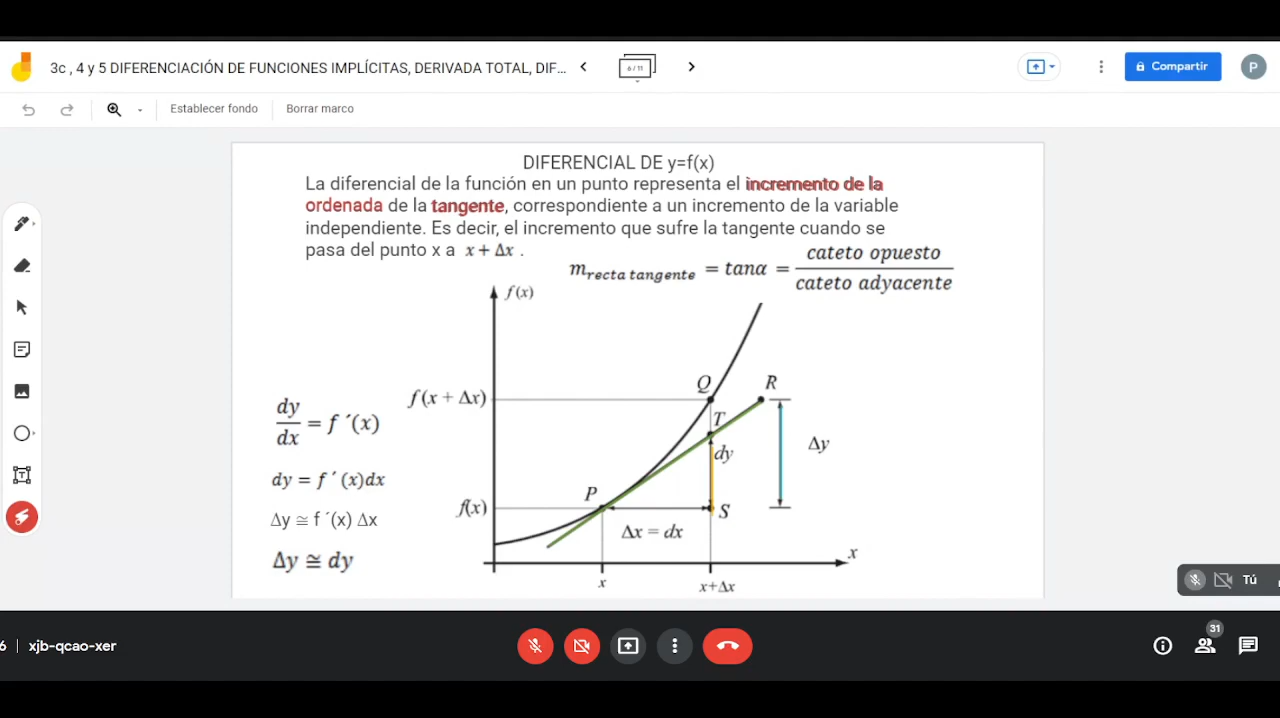 3c , 4 y 5 DIFERENCIACIÓN DE FUNCIONES IMPLÍCITAS, DERIVADA TOTAL, DIF...
6 / 11
Compartir
P
Establecer fondo
Borrar marco
DIFERENCIAL DE y=f(x)
La diferencial de la función en un punto representa el incremento de la
ordenada de la tangente, correspondiente a un incremento de la variable
independiente. Es decir, el incremento que sufre la tangente cuando se
pasa del punto x a x + Δx .
m recta tangente = tanα = cateto opuesto / cateto adyacente
f(x)
Q
R
f(x + Δx)
dy/dx = f ´(x)
T
dy
Δy
dy = f ´(x)dx
P
f(x)
S
Δy ≅ f ´(x) Δx
Δx = dx
Δy ≅ dy
x
x
x+Δx
Tú
31
6 | xjb-qcao-xer